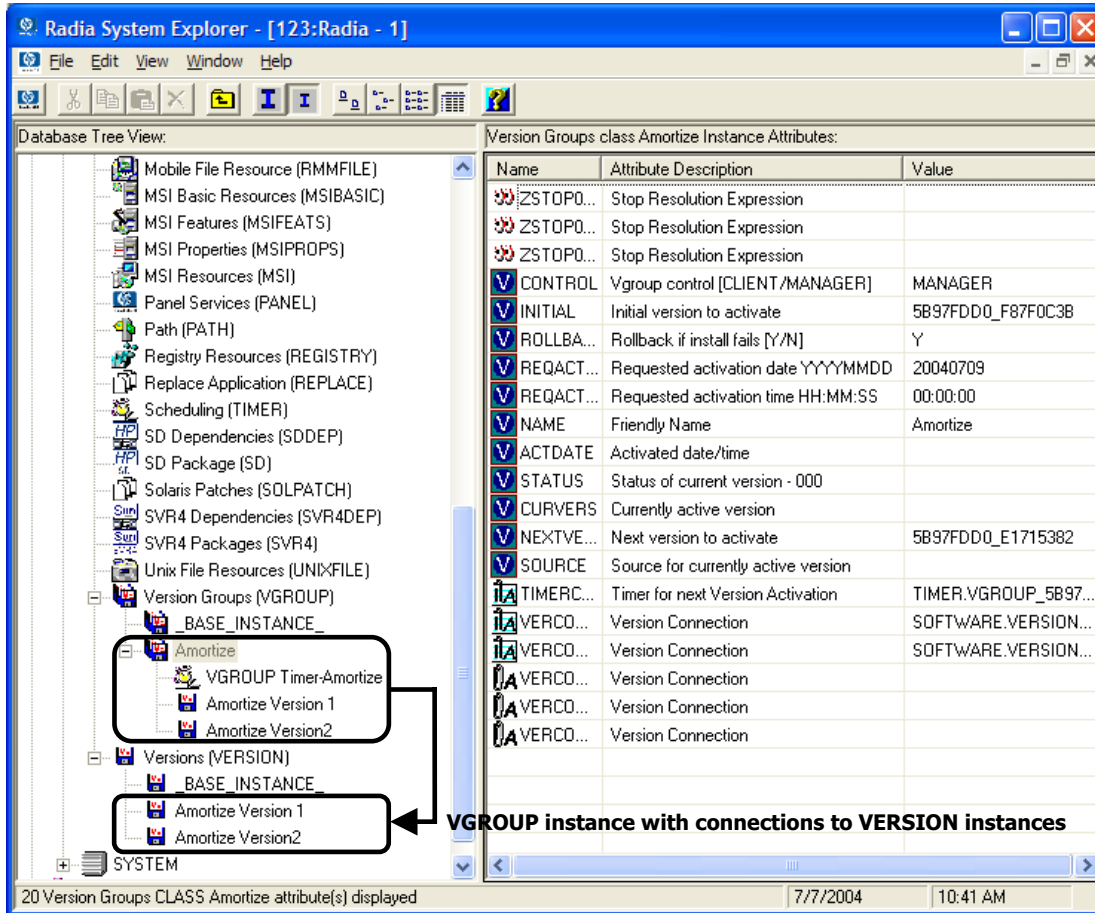 Radia System Explorer - [123:Radia - 1]
File Edit View Window Help
Database Tree View:
Mobile File Resource (RMMFILE)
MSI Basic Resources (MSIBASIC)
MSI Features (MSIFEATS)
MSI Properties (MSIPROPS)
MSI Resources (MSI)
Panel Services (PANEL)
Path (PATH)
Registry Resources (REGISTRY)
Replace Application (REPLACE)
Scheduling (TIMER)
SD Dependencies (SDDEP)
SD Package (SD)
Solaris Patches (SOLPATCH)
SVR4 Dependencies (SVR4DEP)
SVR4 Packages (SVR4)
Unix File Resources (UNIXFILE)
Version Groups (VGROUP)
_BASE_INSTANCE_
Amortize
VGROUP Timer-Amortize
Amortize Version 1
Amortize Version2
Versions (VERSION)
_BASE_INSTANCE_
Amortize Version 1
Amortize Version2
SYSTEM
Version Groups class Amortize Instance Attributes:
Name Attribute Description Value
ZSTOP0... Stop Resolution Expression
ZSTOP0... Stop Resolution Expression
ZSTOP0... Stop Resolution Expression
CONTROL Vgroup control [CLIENT/MANAGER] MANAGER
INITIAL Initial version to activate 5B97FDD0_F87F0C3B
ROLLBA... Rollback if install fails [Y/N] Y
REQACT... Requested activation date YYYYMMDD 20040709
REQACT... Requested activation time HH:MM:SS 00:00:00
NAME Friendly Name Amortize
ACTDATE Activated date/time
STATUS Status of current version - 000
CURVERS Currently active version
NEXTVE... Next version to activate 5B97FDD0_E1715382
SOURCE Source for currently active version
TIMERC... Timer for next Version Activation TIMER.VGROUP_5B97...
VERCO... Version Connection SOFTWARE.VERSION...
VERCO... Version Connection SOFTWARE.VERSION...
VERCO... Version Connection
VERCO... Version Connection
VERCO... Version Connection
VGROUP instance with connections to VERSION instances
20 Version Groups CLASS Amortize attribute(s) displayed 7/7/2004 10:41 AM